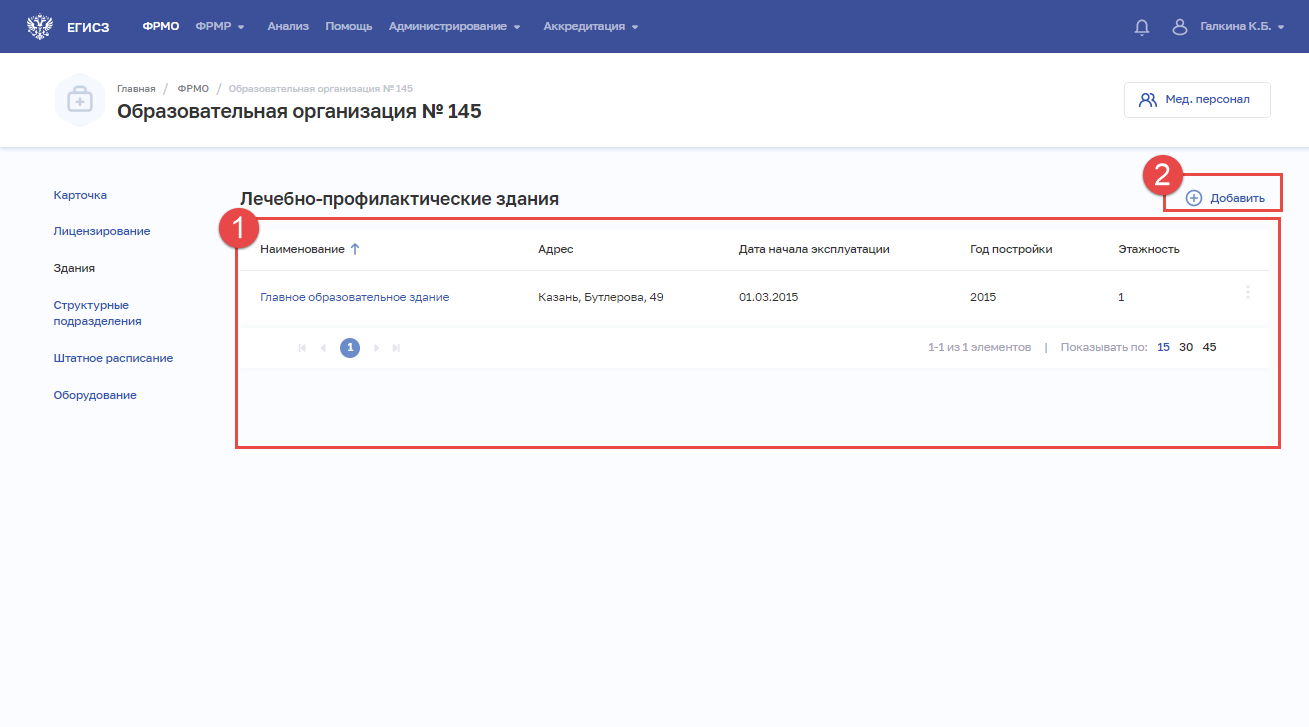 ЕГИСЗ ФРМО ФРМР Анализ Помощь Администрирование Аккредитация Галкина К.Б.
Главная / ФРМО / Образовательная организация № 145
Образовательная организация № 145
Мед. персонал
Карточка
Лицензирование
Здания
Структурные
подразделения
Штатное расписание
Оборудование
Лечебно-профилактические здания
2
Добавить
1
Наименование Адрес Дата начала эксплуатации Год постройки Этажность
Главное образовательное здание Казань, Бутлерова, 49 01.03.2015 2015 1
1 1-1 из 1 элементов | Показывать по: 15 30 45